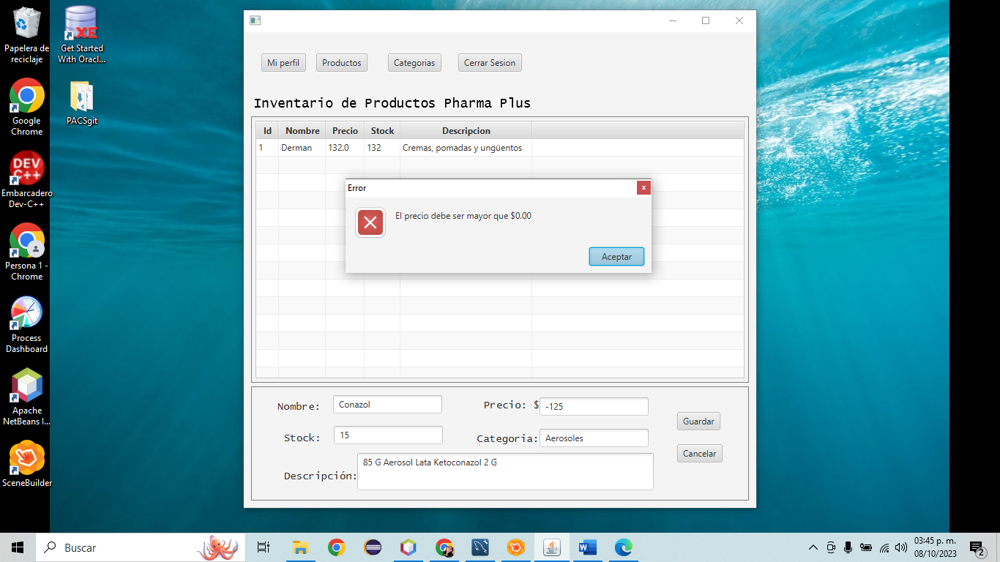 Papelera de
reciclaje
Get Started
With Oracl...
Google
Chrome
PACSgit
Embarcadero
Dev-C++
Persona 1 -
Chrome
Process
Dashboard
Apache
NetBeans I...
SceneBuilder
XE
DEV
C++
Mi perfil
Productos
Categorias
Cerrar Sesion
Inventario de Productos Pharma Plus
Id Nombre Precio Stock Descripcion
1 Derman 132.0 132 Cremas, pomadas y ungüentos
Error
x
El precio debe ser mayor que $0.00
Aceptar
Nombre: Conazol
Precio: $ -125
Stock: 15
Categoria: Aerosoles
Descripción: 85 G Aerosol Lata Ketoconazol 2 G
Guardar
Cancelar
Buscar
W
03:45 p. m.
08/10/2023
2